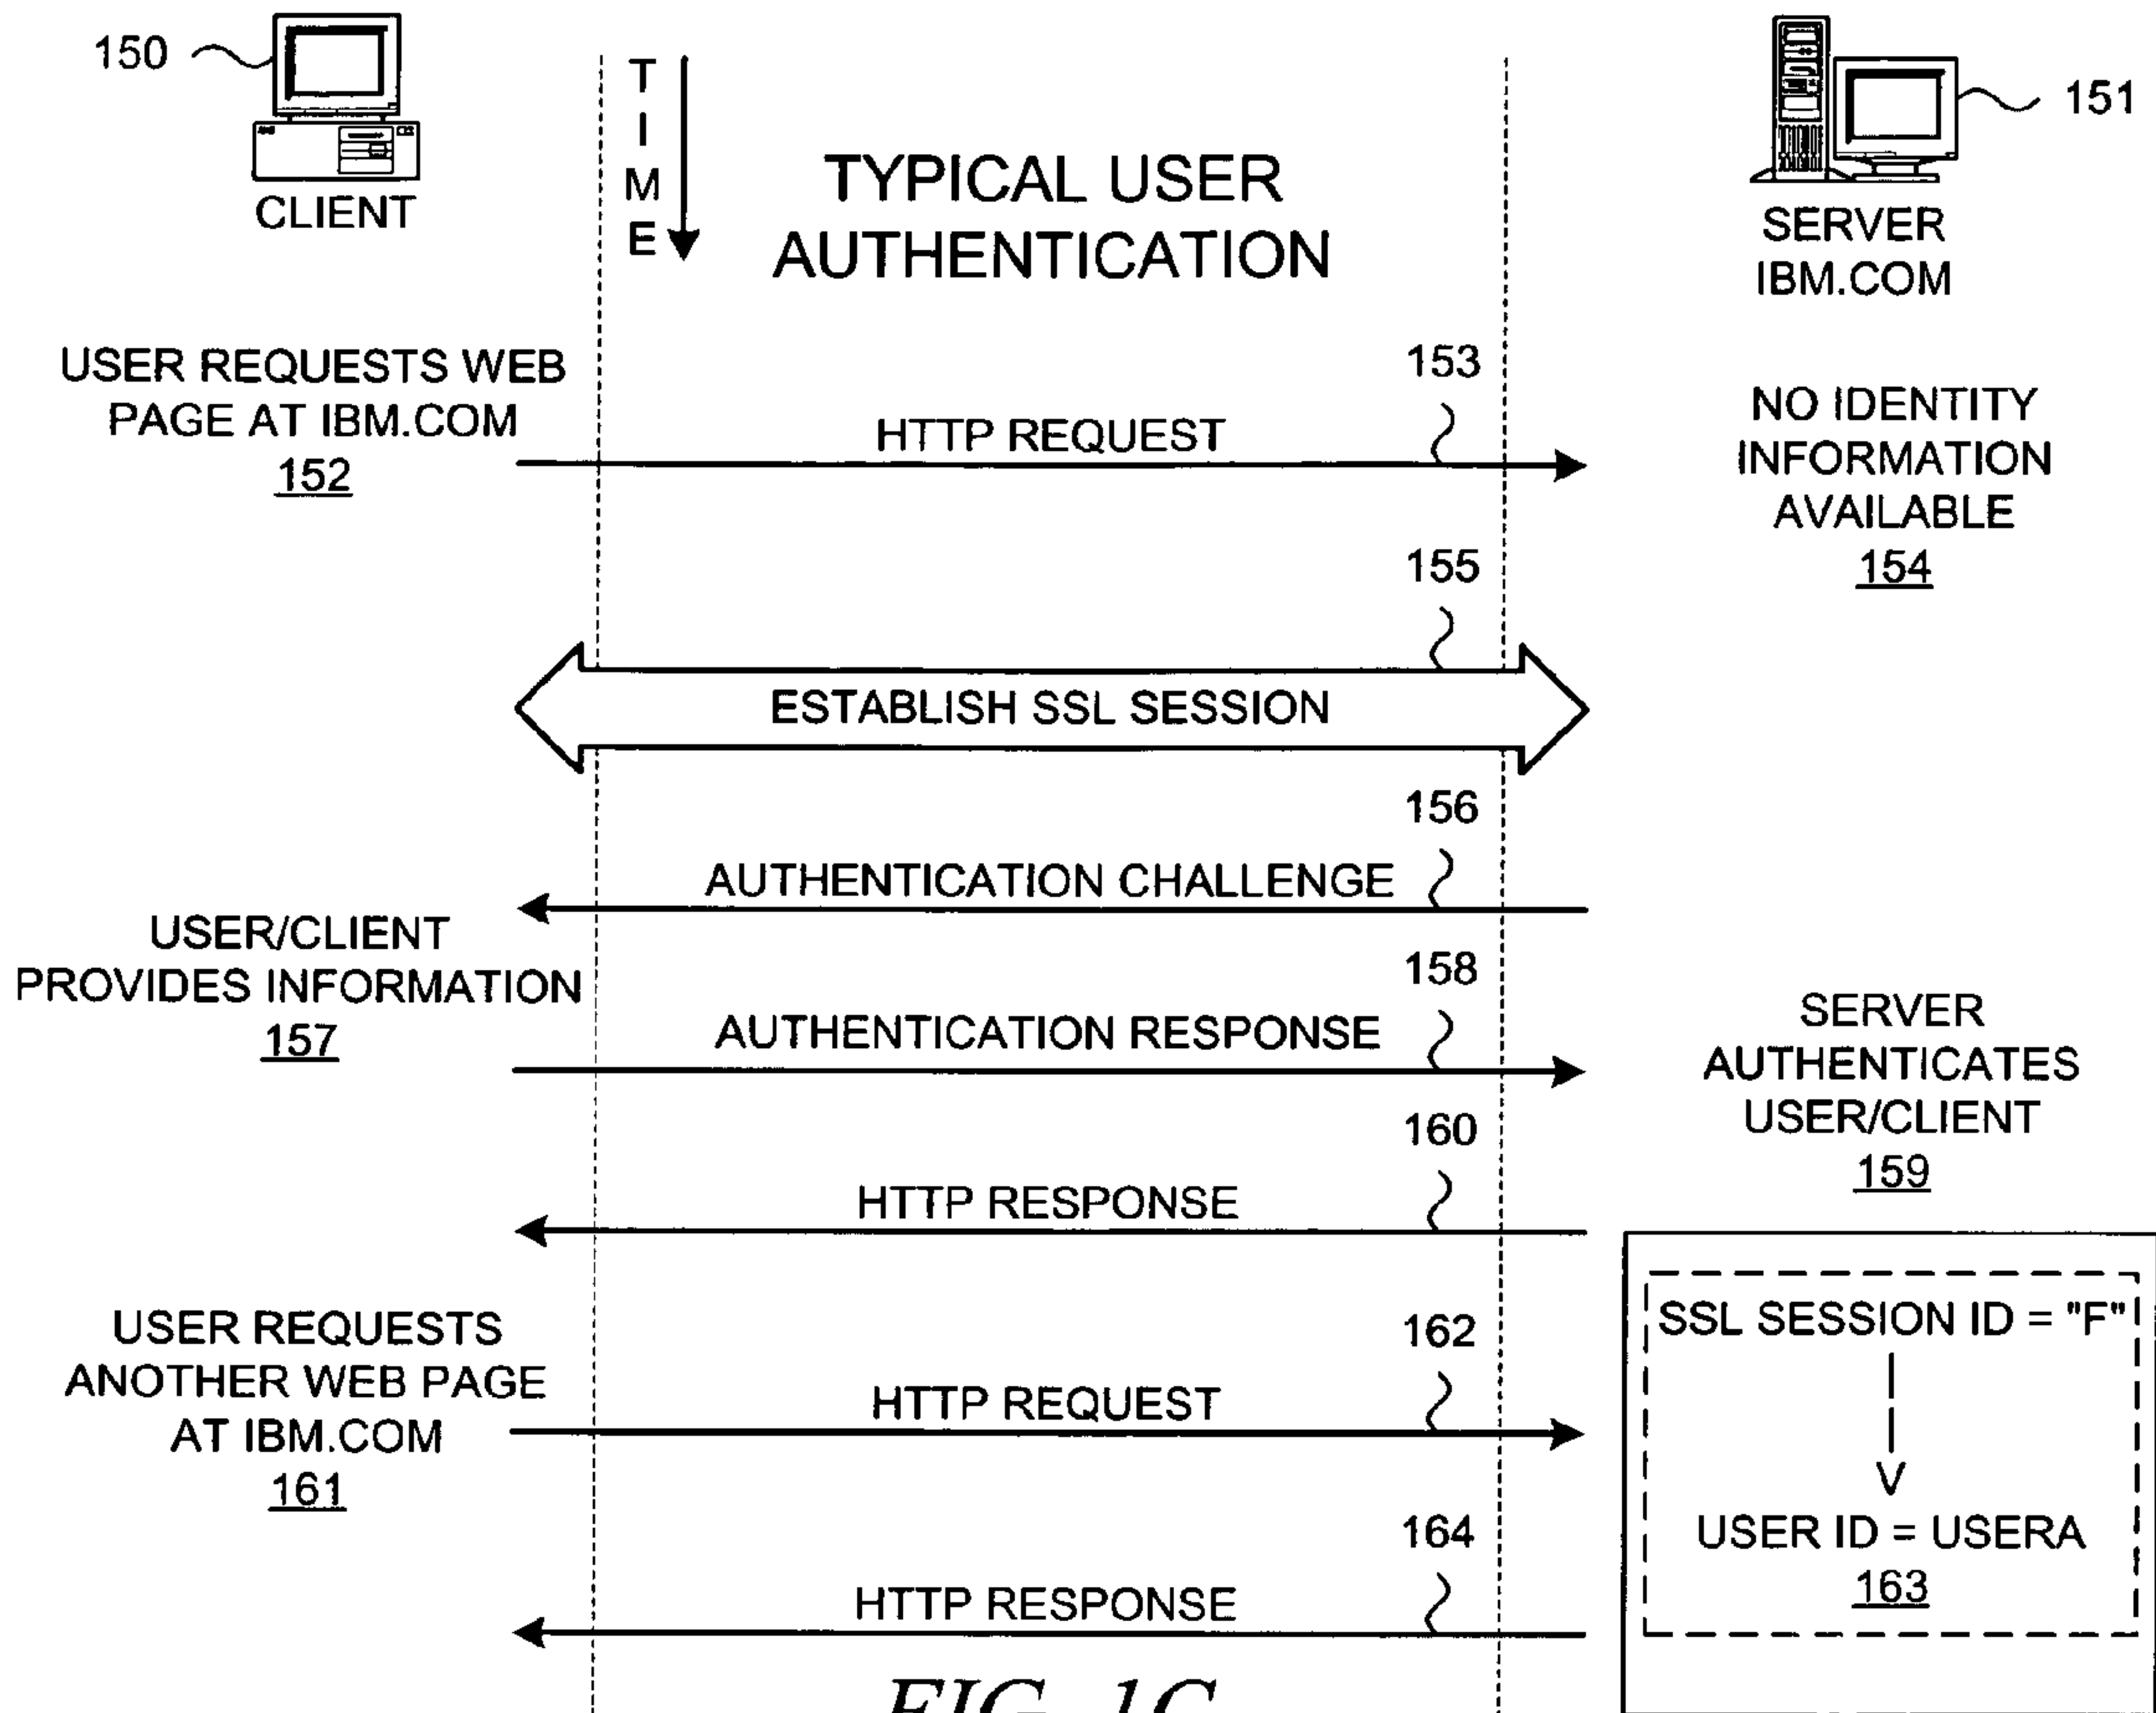 150
CLIENT
TIME
TYPICAL USER
AUTHENTICATION
151
SERVER
IBM.COM
USER REQUESTS WEB
PAGE AT IBM.COM
152
HTTP REQUEST
153
NO IDENTITY
INFORMATION
AVAILABLE
154
155
ESTABLISH SSL SESSION
156
AUTHENTICATION CHALLENGE
USER/CLIENT
PROVIDES INFORMATION
157
158
AUTHENTICATION RESPONSE
SERVER
AUTHENTICATES
USER/CLIENT
159
160
HTTP RESPONSE
USER REQUESTS
ANOTHER WEB PAGE
AT IBM.COM
161
162
HTTP REQUEST
SSL SESSION ID = "F"
V
USER ID = USERA
163
164
HTTP RESPONSE
FIG. 1C